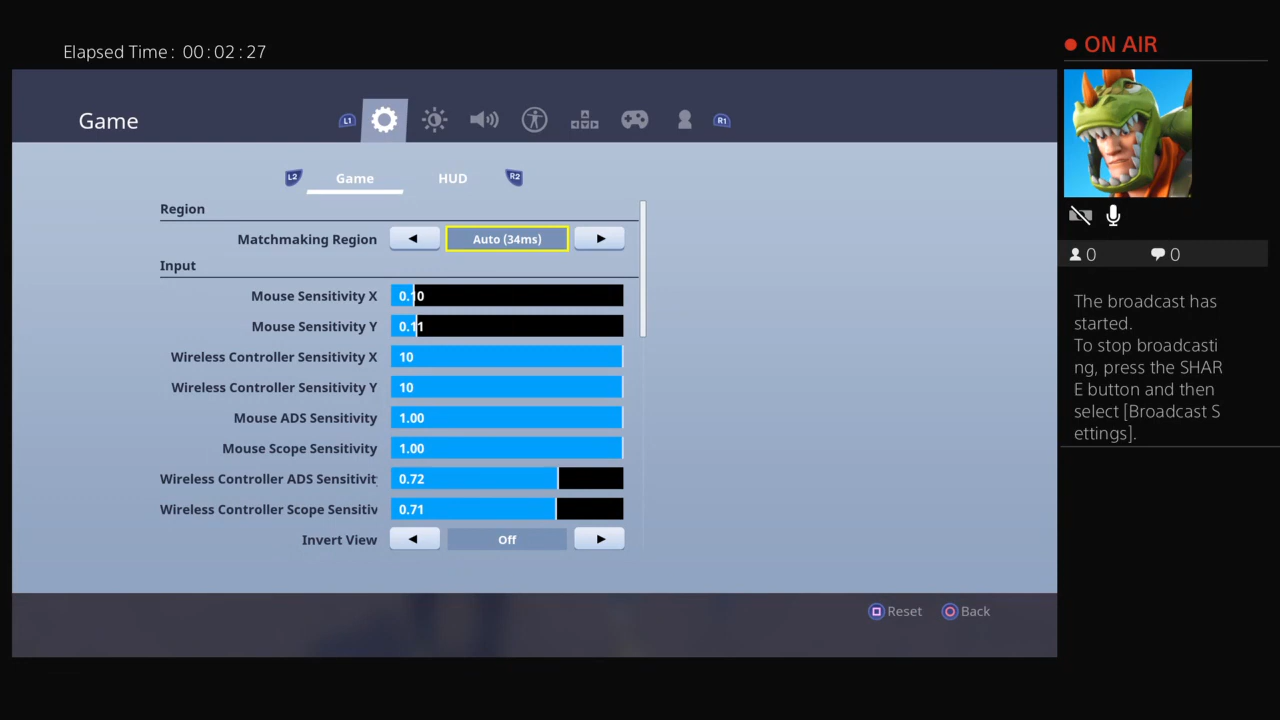 Elapsed Time: 00:02:27
ON AIR
Game
L1
R1
L2
Game
HUD
R2
0
0
Region
Matchmaking Region
Auto (34ms)
Input
Mouse Sensitivity X
0.10
Mouse Sensitivity Y
0.11
Wireless Controller Sensitivity X
10
Wireless Controller Sensitivity Y
10
Mouse ADS Sensitivity
1.00
Mouse Scope Sensitivity
1.00
Wireless Controller ADS Sensitivit
0.72
Wireless Controller Scope Sensitiv
0.71
Invert View
Off
The broadcast has
started.
To stop broadcasti
ng, press the SHAR
E button and then
select [Broadcast S
ettings].
Reset
Back